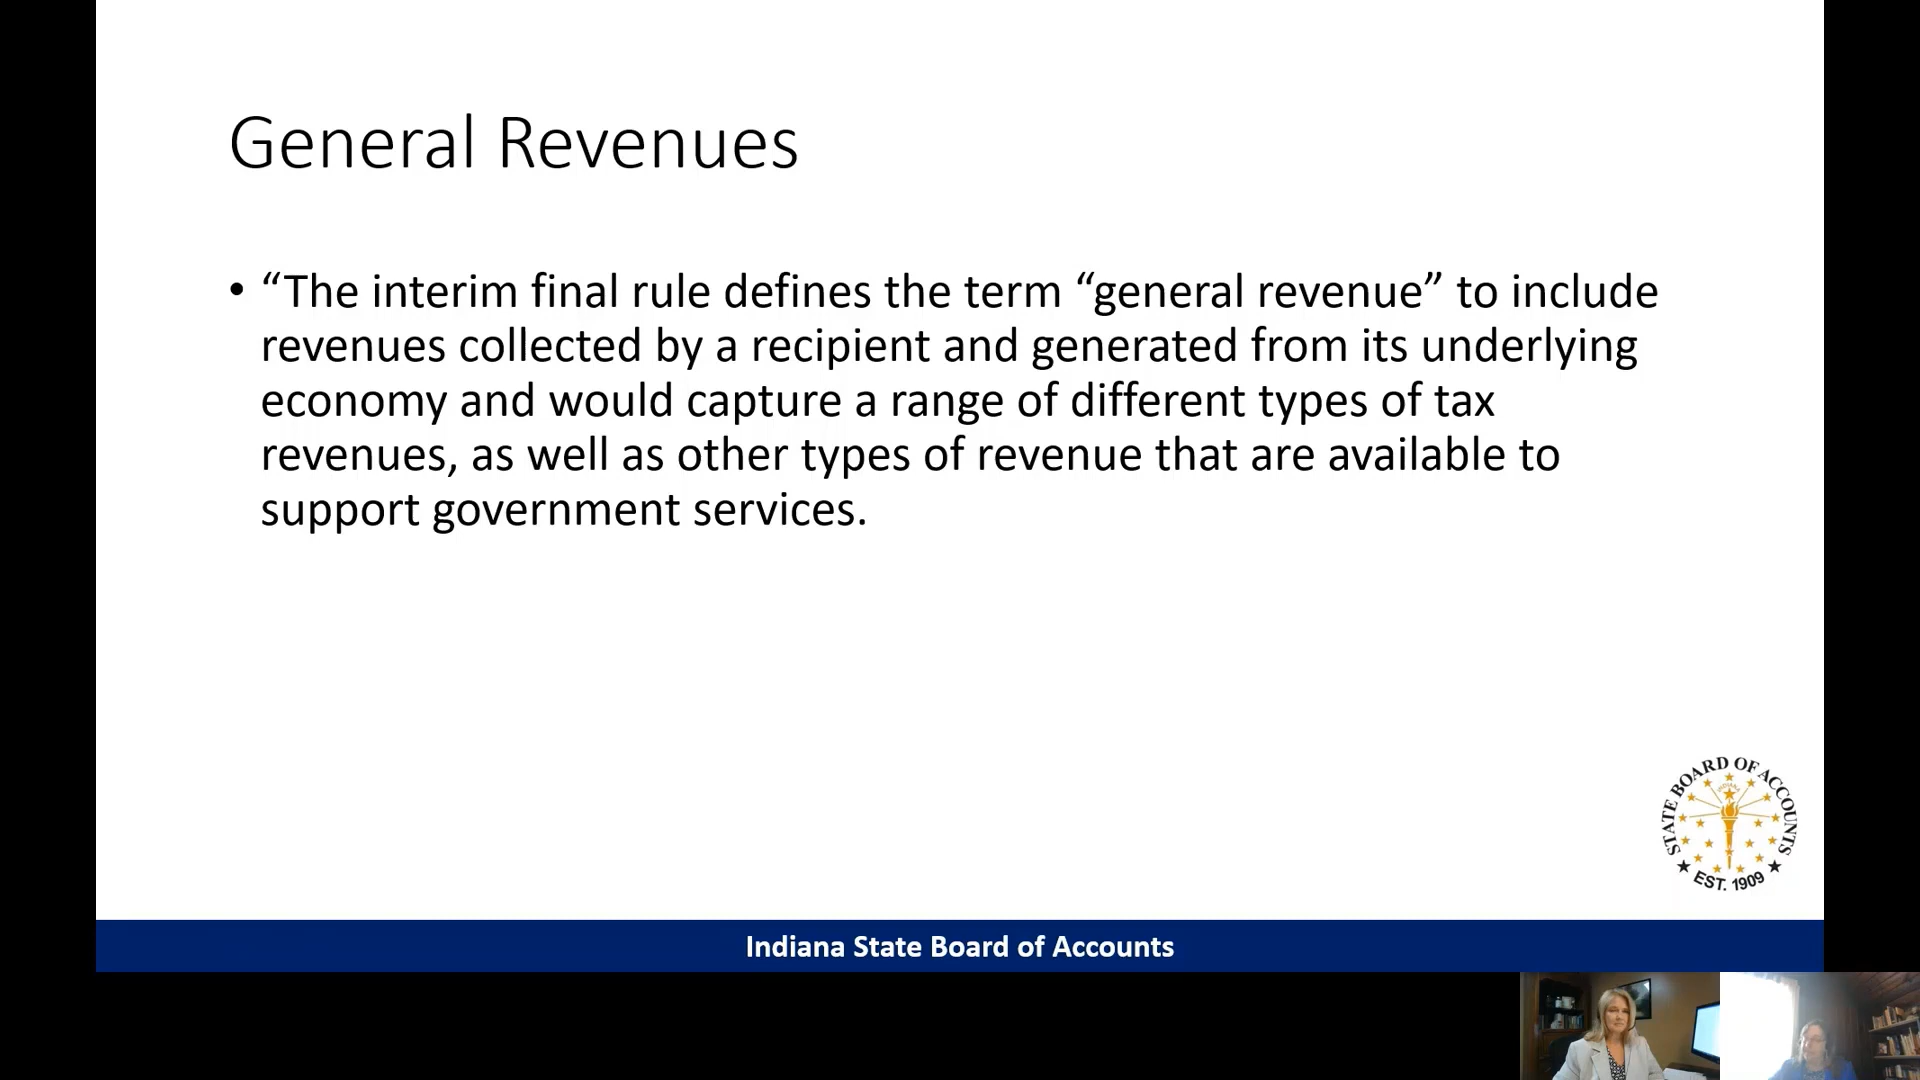 General Revenues
• “The interim final rule defines the term “general revenue” to include
revenues collected by a recipient and generated from its underlying
economy and would capture a range of different types of tax
revenues, as well as other types of revenue that are available to
support government services.
STATE BOARD OF ACCOUNTS
INDIANA
★ EST. 1909 ★
Indiana State Board of Accounts